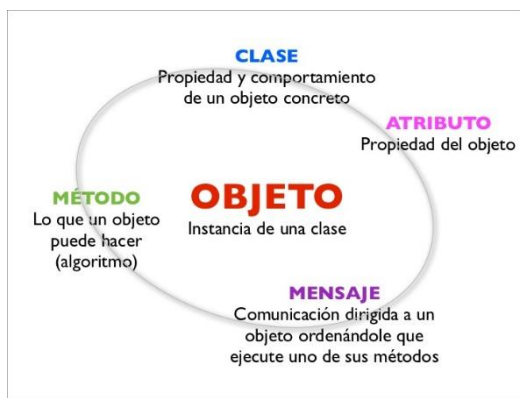 CLASE
Propiedad y comportamiento
de un objeto concreto
ATRIBUTO
Propiedad del objeto
MÉTODO
Lo que un objeto
puede hacer
(algoritmo)
OBJETO
Instancia de una clase
MENSAJE
Comunicación dirigida a un
objeto ordenándole que
ejecute uno de sus métodos